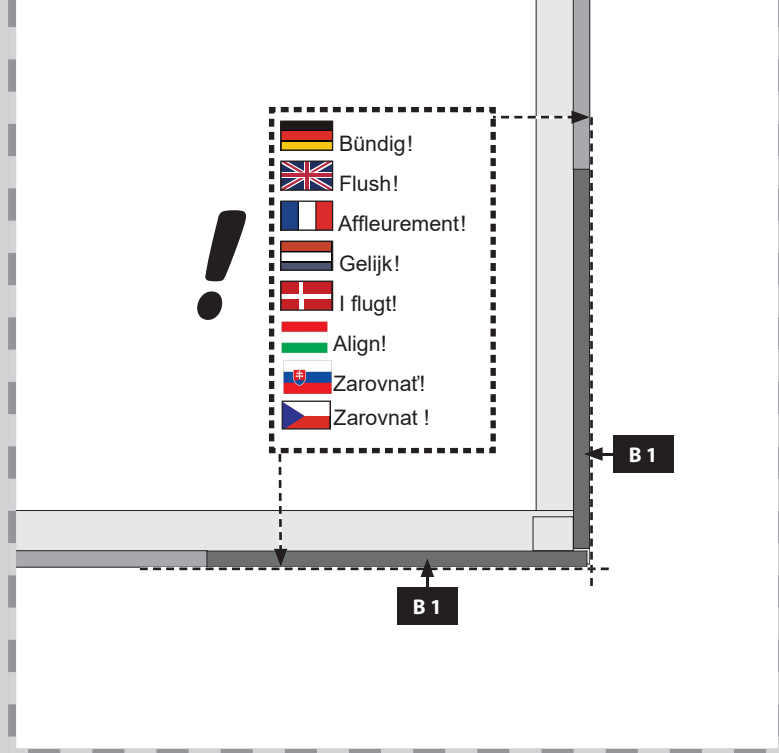 Bündig!
Flush!
Affleurement!
Gelijk!
I flugt!
Align!
Zarovnať!
Zarovnat !
B 1
B 1